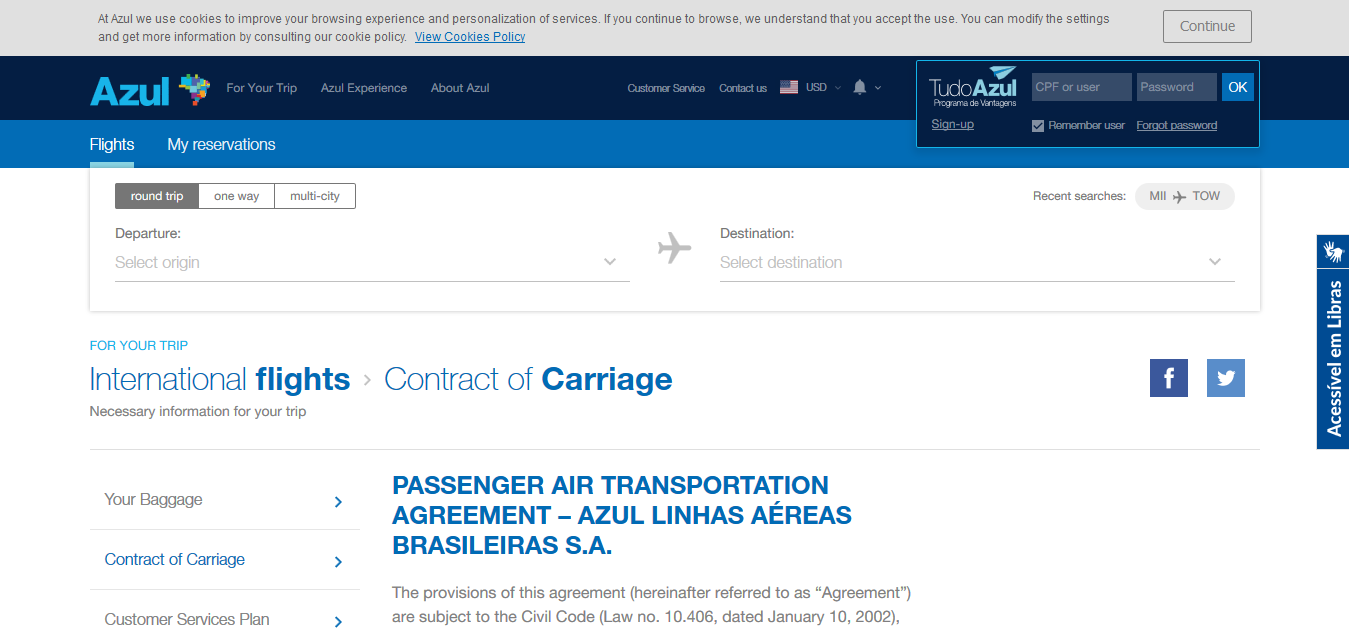 At Azul we use cookies to improve your browsing experience and personalization of services. If you continue to browse, we understand that you accept the use. You can modify the settings
and get more information by consulting our cookie policy. View Cookies Policy
Continue
Azul
For Your Trip
Azul Experience
About Azul
Customer Service
Contact us
USD
TudoAzul
Programa de Vantagens
CPF or user
Password
OK
Sign-up
Remember user
Forgot password
Flights
My reservations
round trip
one way
multi-city
Recent searches:
MII
TOW
Departure:
Select origin
Destination:
Select destination
Acessível em Libras
FOR YOUR TRIP
International flights › Contract of Carriage
Necessary information for your trip
Your Baggage
Contract of Carriage
Customer Services Plan
PASSENGER AIR TRANSPORTATION
AGREEMENT – AZUL LINHAS AÉREAS
BRASILEIRAS S.A.
The provisions of this agreement (hereinafter referred to as “Agreement”)
are subject to the Civil Code (Law no. 10.406, dated January 10, 2002),